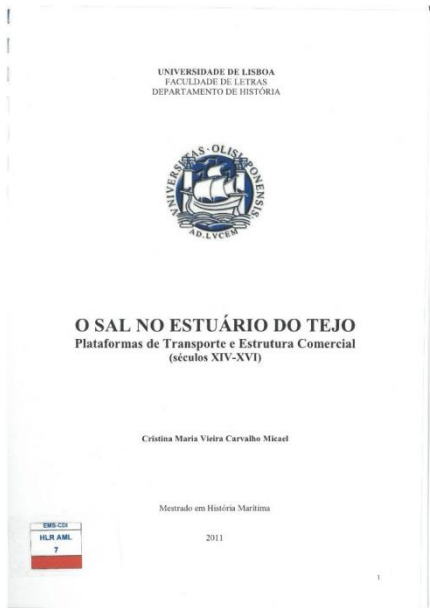 UNIVERSIDADE DE LISBOA
FACULDADE DE LETRAS
DEPARTAMENTO DE HISTÓRIA
VNIVERSITAS·OLISIPONENSIS·
AD.LVCEM
O SAL NO ESTUÁRIO DO TEJO
Plataformas de Transporte e Estrutura Comercial
(séculos XIV-XVI)
Cristina Maria Vieira Carvalho Micael
Mestrado em História Marítima
2011
EMS-CDI
HLR AML
7
1